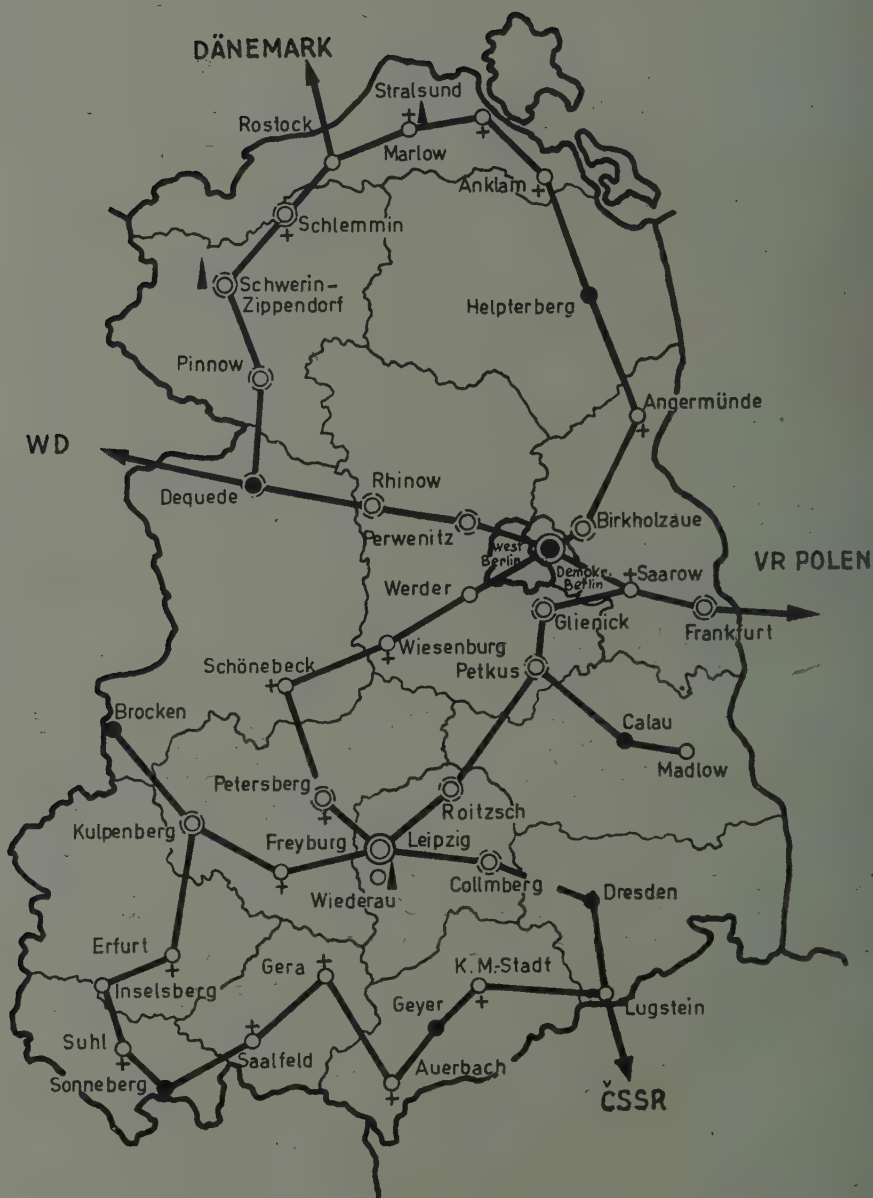 DÄNEMARK
Stralsund
Rostock
Marlow
Anklam
Schlemmin
Schwerin-
Zippendorf
Helpterberg
Pinnow
Angermünde
WD
Rhinow
Dequede
Birkholzaue
Perwenitz
West
Berlin
VR POLEN
Demokr.
Berlin
Saarow
Werder
Glienick
Frankfurt
Wiesenburg
Schönebeck
Petkus
Brocken
Calau
Madlow
Petersberg
Roitzsch
Kulpenberg
Freyburg
Leipzig
Wiederau
Collmberg
Dresden
Erfurt
Gera
K.M.-Stadt
Inselsberg
Geyer
Lugstein
Suhl
Saalfeld
Auerbach
Sonneberg
ČSSR